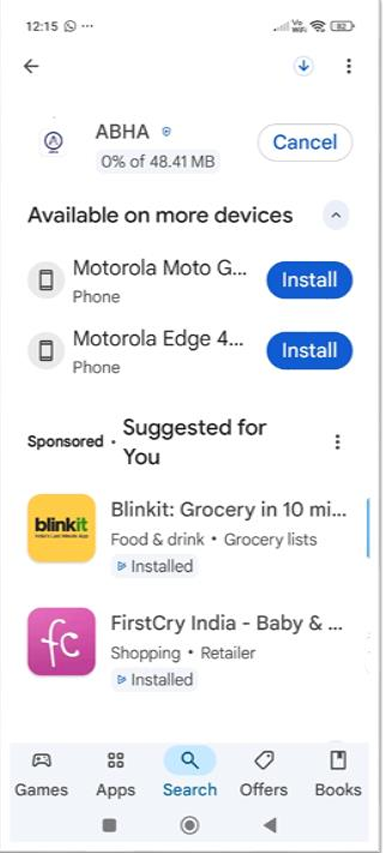 12:15 ...
Vo
WiFi
82
ABHA
0% of 48.41 MB
Cancel
Available on more devices
Motorola Moto G...
Phone
Install
Motorola Edge 4...
Phone
Install
Sponsored · Suggested for You
blinkit
Blinkit: Grocery in 10 mi...
Food & drink • Grocery lists
Installed
fc
FirstCry India - Baby & ...
Shopping • Retailer
Installed
Games
Apps
Search
Offers
Books